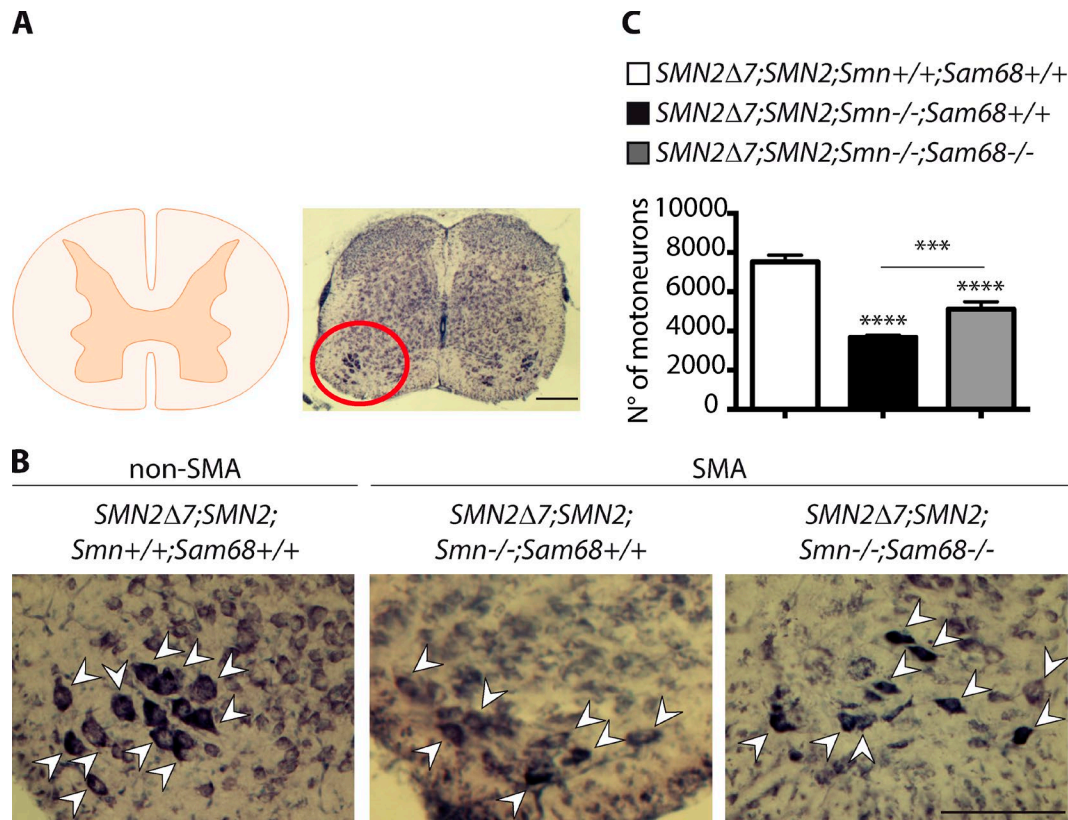 A
C
SMN2Δ7;SMN2;Smn+/+;Sam68+/+
SMN2Δ7;SMN2;Smn-/-;Sam68+/+
SMN2Δ7;SMN2;Smn-/-;Sam68-/-
N° of motoneurons
10000
8000
6000
4000
2000
0
***
****
****
B
non-SMA
SMA
SMN2Δ7;SMN2;
Smn+/+;Sam68+/+
SMN2Δ7;SMN2;
Smn-/-;Sam68+/+
SMN2Δ7;SMN2;
Smn-/-;Sam68-/-